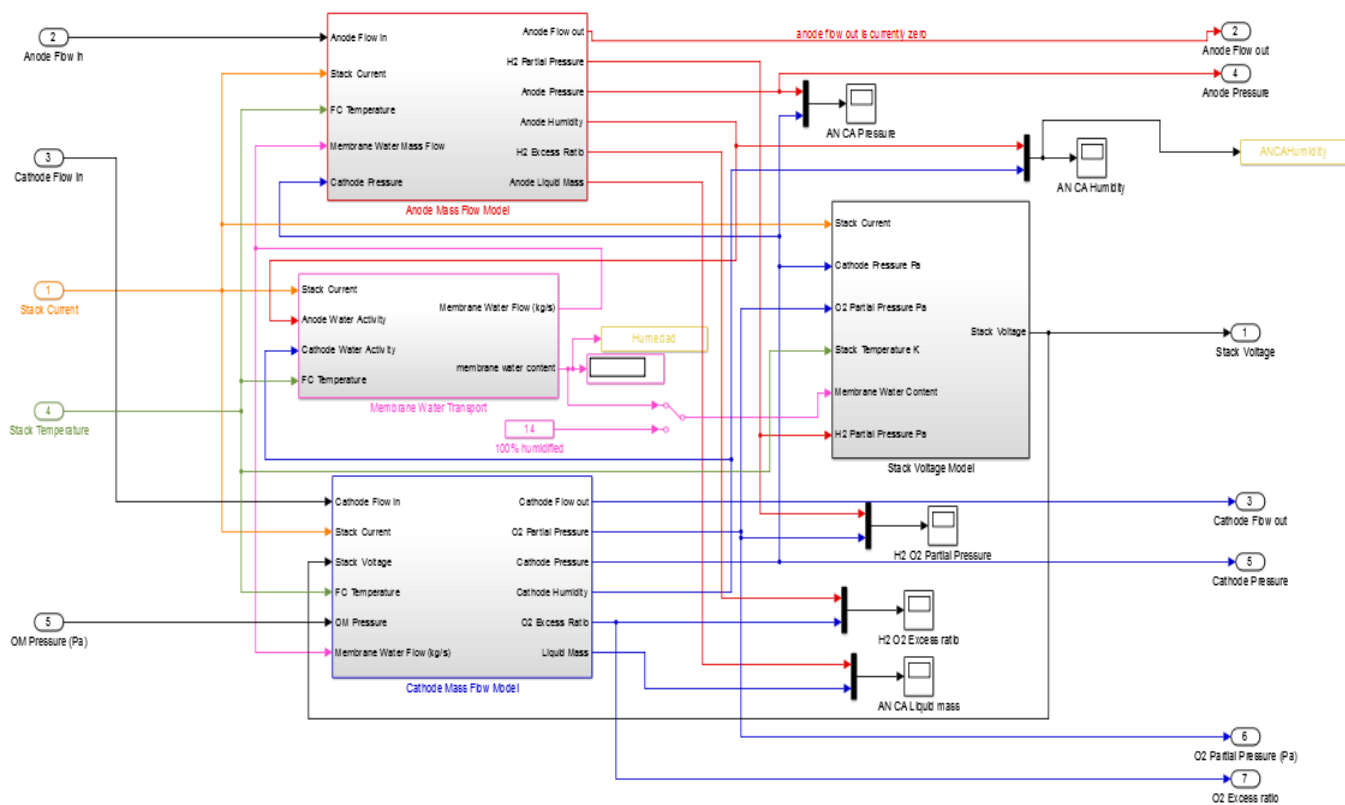 2
Anode Flow In
3
Cathode Flow In
1
Stack Current
4
Stack Temperature
5
OM Pressure (Pa)
Anode Flow In
Stack Current
FC Temperature
Membrane Water Mass Flow
Cathode Pressure
Anode Flow out
H2 Partial Pressure
Anode Pressure
Anode Humidity
H2 Excess Ratio
Anode Liquid Mass
Anode Mass Flow Model
anode flow out is currently zero
2
Anode Flow out
4
Anode Pressure
AN CA Pressure
AN CA Humidity
ANCAHumidity
Stack Current
Anode Water Activity
Cathode Water Activity
FC Temperature
Membrane Water Flow (kg/s)
membrane water content
Membrane Water Transport
Humedad
14
100% humidified
Stack Current
Cathode Pressure Pa
O2 Partial Pressure Pa
Stack Temperature K
Membrane Water Content
H2 Partial Pressure Pa
Stack Voltage
Stack Voltage Model
1
Stack Voltage
Cathode Flow In
Stack Current
Stack Voltage
FC Temperature
OM Pressure
Membrane Water Flow (kg/s)
Cathode Flow out
O2 Partial Pressure
Cathode Pressure
Cathode Humidity
O2 Excess Ratio
Liquid Mass
Cathode Mass Flow Model
H2 O2 Partial Pressure
H2 O2 Excess ratio
AN CA Liquid mass
3
Cathode Flow out
5
Cathode Pressure
6
O2 Partial Pressure (Pa)
7
O2 Excess ratio